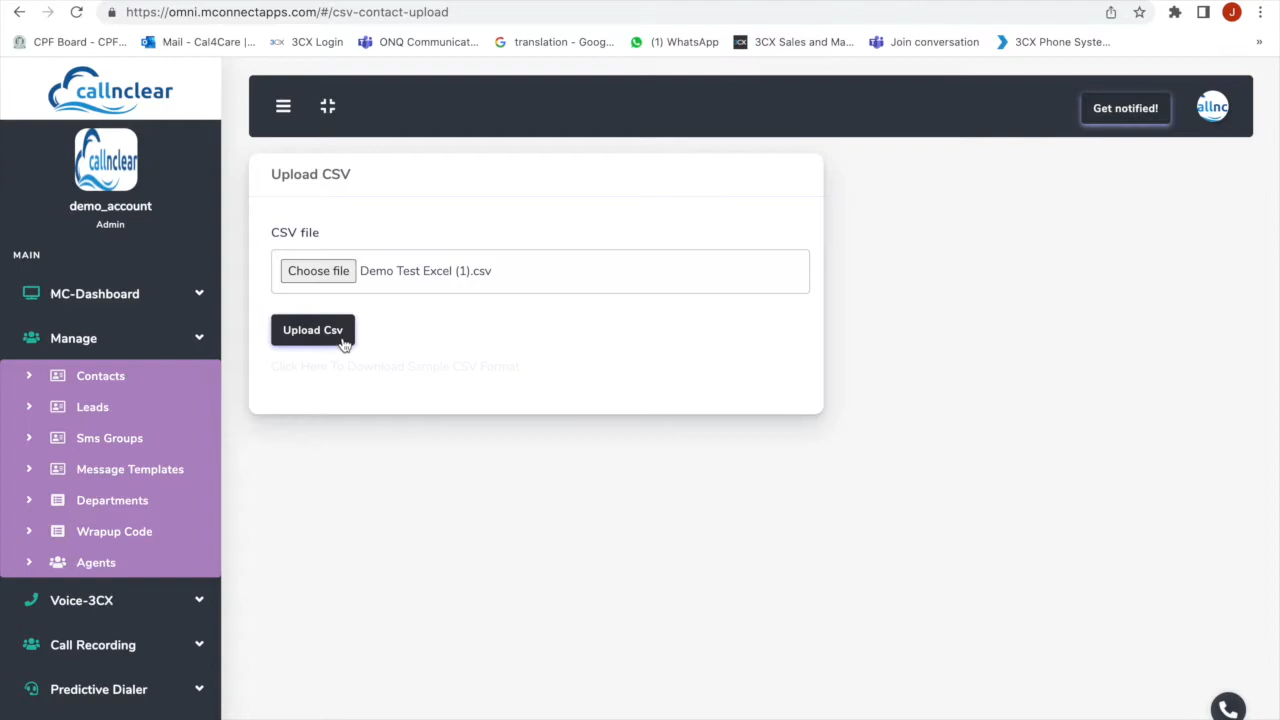 https://omni.mconnectapps.com/#/csv-contact-upload
J
CPF Board - CPF...
Mail - Cal4Care |...
3CX Login
ONQ Communicat...
translation - Goog...
(1) WhatsApp
3CX Sales and Ma...
Join conversation
3CX Phone Syste...
»
callnclear
callnclear
demo_account
Admin
MAIN
MC-Dashboard
Manage
Contacts
Leads
Sms Groups
Message Templates
Departments
Wrapup Code
Agents
Voice-3CX
Call Recording
Predictive Dialer
Get notified!
allnc
Upload CSV
CSV file
Choose file Demo Test Excel (1).csv
Upload Csv
Click Here To Download Sample CSV Format